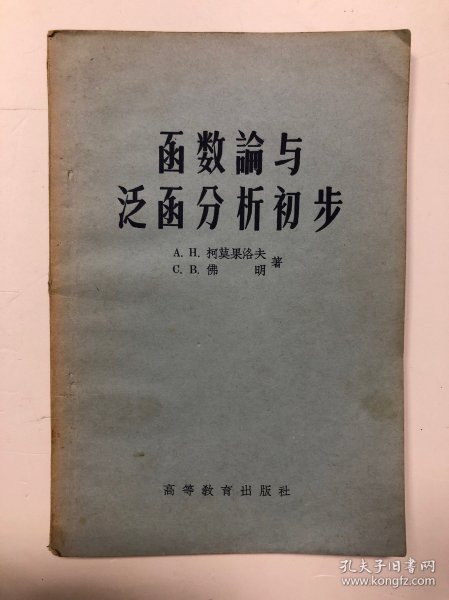 函数論与
泛函分析初步
A. H. 柯莫果洛夫
C. B. 佛 明
著
高等教育出版社
孔夫子旧书网
www.kongfz.com